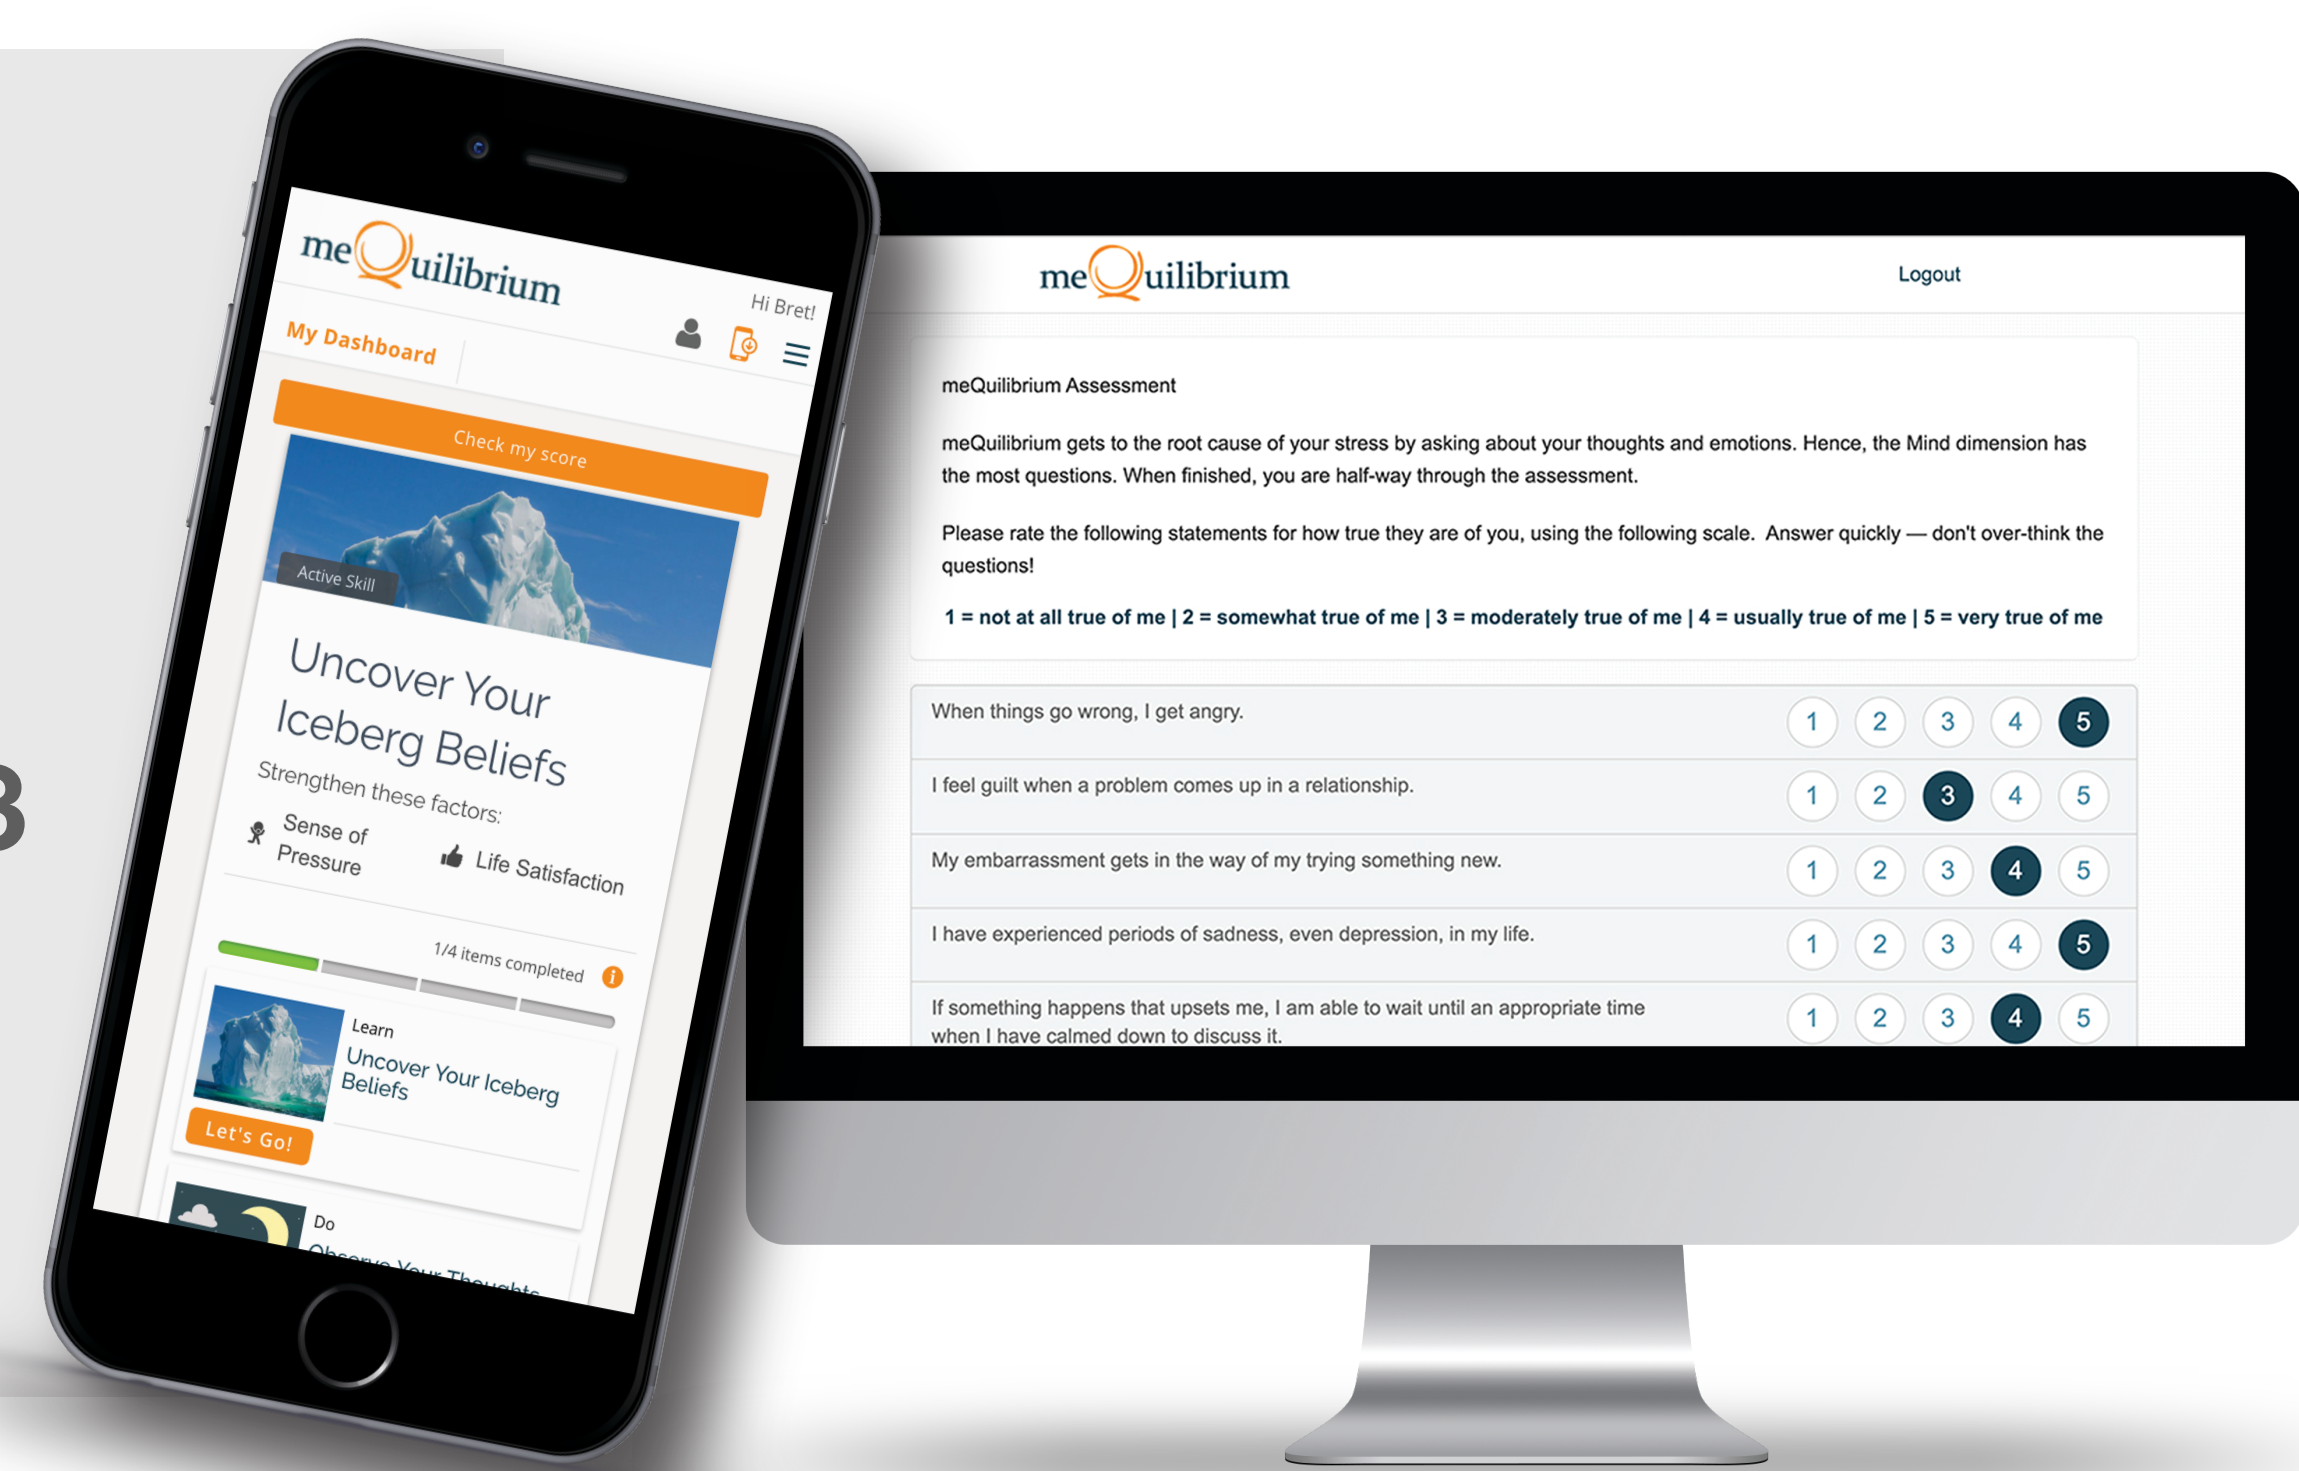 3
meQuilibrium
Hi Bret!
My Dashboard
Check my score
Active Skill
Uncover Your
Iceberg Beliefs
Strengthen these factors:
Sense of
Pressure
Life Satisfaction
1/4 items completed
i
Learn
Uncover Your Iceberg
Beliefs
Let's Go!
Do
Observe Your Thoughts
meQuilibrium
Logout
meQuilibrium Assessment
meQuilibrium gets to the root cause of your stress by asking about your thoughts and emotions. Hence, the Mind dimension has
the most questions. When finished, you are half-way through the assessment.
Please rate the following statements for how true they are of you, using the following scale. Answer quickly — don't over-think the
questions!
1 = not at all true of me | 2 = somewhat true of me | 3 = moderately true of me | 4 = usually true of me | 5 = very true of me
When things go wrong, I get angry. 1 2 3 4 5
I feel guilt when a problem comes up in a relationship. 1 2 3 4 5
My embarrassment gets in the way of my trying something new. 1 2 3 4 5
I have experienced periods of sadness, even depression, in my life. 1 2 3 4 5
If something happens that upsets me, I am able to wait until an appropriate time 1 2 3 4 5
when I have calmed down to discuss it.